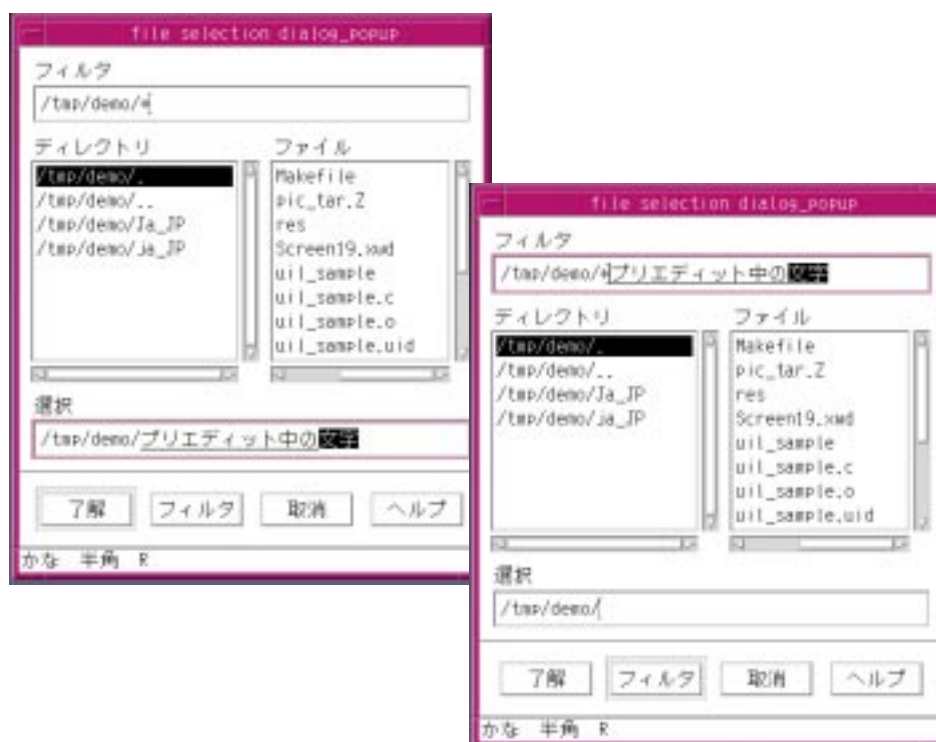 file selection dialog_popup
フィルタ
/tmp/demo/*
ディレクトリ
/tmp/demo/.
/tmp/demo/..
/tmp/demo/Ja_JP
/tmp/demo/ja_JP
ファイル
Makefile
pic_tar.Z
res
Screen19.xwd
uil_sample
uil_sample.c
uil_sample.o
uil_sample.uid
選択
/tmp/demo/プリエディット中の文字
了解 フィルタ 取消 ヘルプ
かな 半角 R
file selection dialog_popup
フィルタ
/tmp/demo/*プリエディット中の文字
ディレクトリ
/tmp/demo/.
/tmp/demo/..
/tmp/demo/Ja_JP
/tmp/demo/ja_JP
ファイル
Makefile
pic_tar.Z
res
Screen19.xwd
uil_sample
uil_sample.c
uil_sample.o
uil_sample.uid
選択
/tmp/demo/
了解 フィルタ 取消 ヘルプ
かな 半角 R